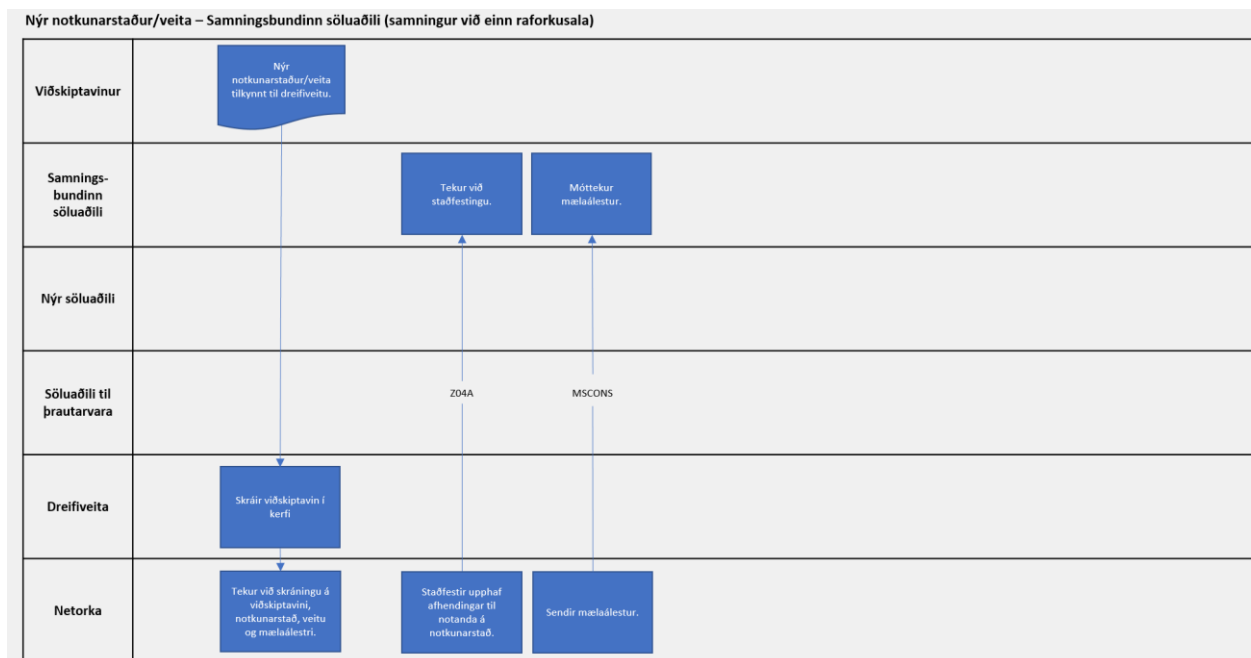 Nýr notkunarstaður/veita – Samningsbundinn söluaðili (samningur við einn raforkusala)
Viðskiptavinur
Nýr
notkunarstaður/veita
tilkynnt til dreifiveitu.
Samnings-
bundinn
söluaðili
Tekur við
staðfestingu.
Móttekur
mælaálestur.
Nýr söluaðili
Söluaðili til
þrautarvara
Z04A
MSCONS
Dreifiveita
Skráir viðskiptavin í
kerfi
Netorka
Tekur við skráningu á
viðskiptavini,
notkunarstað, veitu
og mælaálestri.
Staðfestir upphaf
afhendingar til
notanda á
notkunarstað.
Sendir mælaálestur.